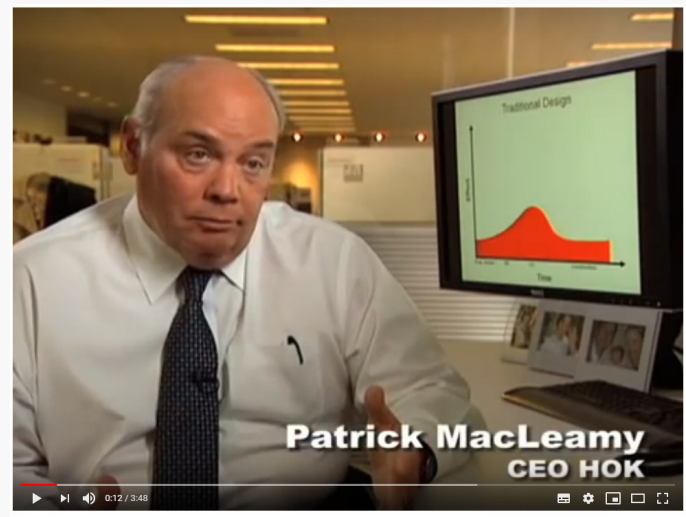 Traditional Design
Effort
Time
Patrick MacLeamy
CEO HOK
0:12 / 3:48